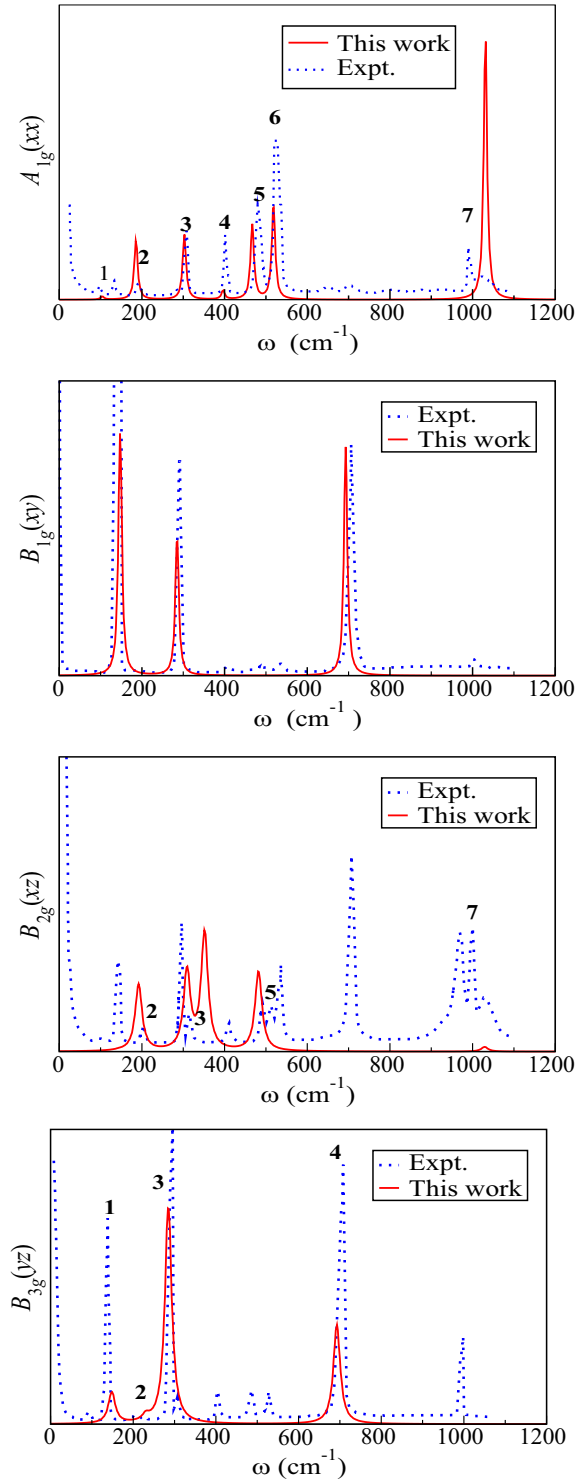 This work
Expt.
A1g(xx)
1
2
3
4
5
6
7
0 200 400 600 800 1000 1200
ω (cm-1)
Expt.
This work
B1g(xy)
0 200 400 600 800 1000 1200
ω (cm-1)
Expt.
This work
B2g(xz)
2
3
5
7
0 200 400 600 800 1000 1200
ω (cm-1)
Expt.
This work
B3g(yz)
1
2
3
4
0 200 400 600 800 1000 1200
ω (cm-1)